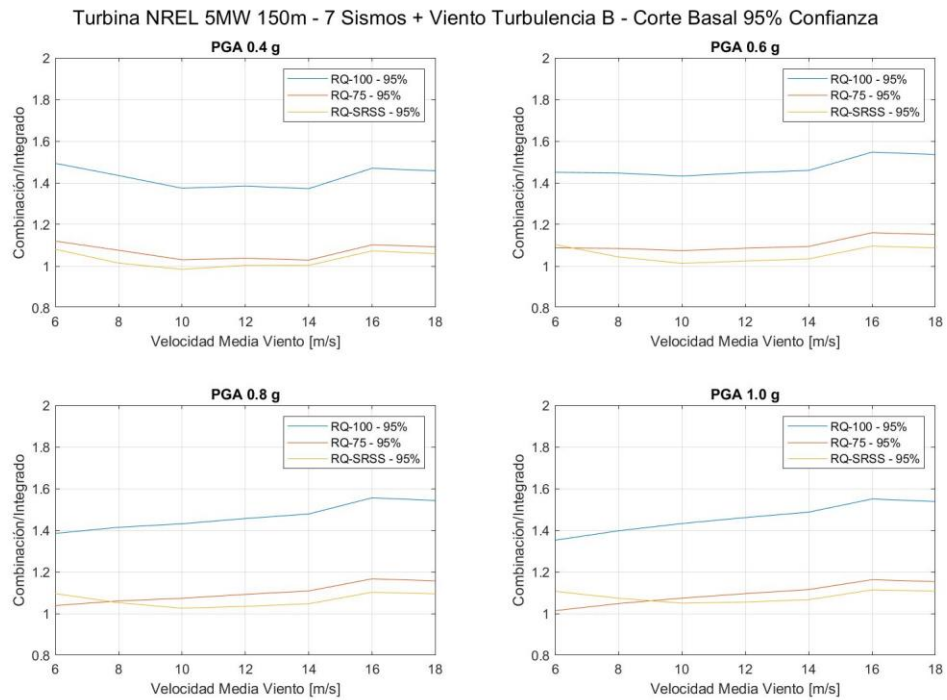 Turbina NREL 5MW 150m - 7 Sismos + Viento Turbulencia B - Corte Basal 95% Confianza
PGA 0.4 g
2
1.8
1.6
1.4
1.2
1
0.8
Combinación/Integrado
RQ-100 - 95%
RQ-75 - 95%
RQ-SRSS - 95%
6 8 10 12 14 16 18
Velocidad Media Viento [m/s]
PGA 0.6 g
2
1.8
1.6
1.4
1.2
1
0.8
Combinación/Integrado
RQ-100 - 95%
RQ-75 - 95%
RQ-SRSS - 95%
6 8 10 12 14 16 18
Velocidad Media Viento [m/s]
PGA 0.8 g
2
1.8
1.6
1.4
1.2
1
0.8
Combinación/Integrado
RQ-100 - 95%
RQ-75 - 95%
RQ-SRSS - 95%
6 8 10 12 14 16 18
Velocidad Media Viento [m/s]
PGA 1.0 g
2
1.8
1.6
1.4
1.2
1
0.8
Combinación/Integrado
RQ-100 - 95%
RQ-75 - 95%
RQ-SRSS - 95%
6 8 10 12 14 16 18
Velocidad Media Viento [m/s]